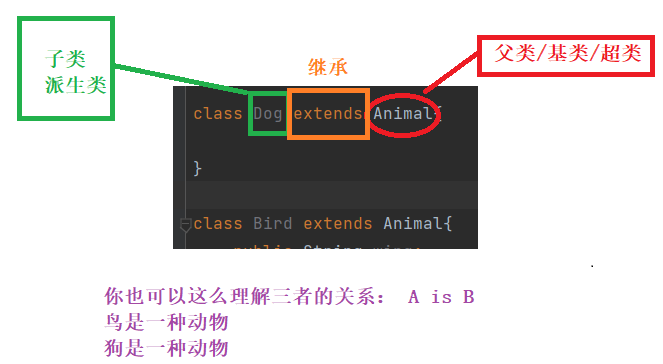 子类
派生类
继承
父类/基类/超类
class Dog extends Animal{
}
class Bird extends Animal{
public String wing;
你也可以这么理解三者的关系： A is B
鸟是一种动物
狗是一种动物